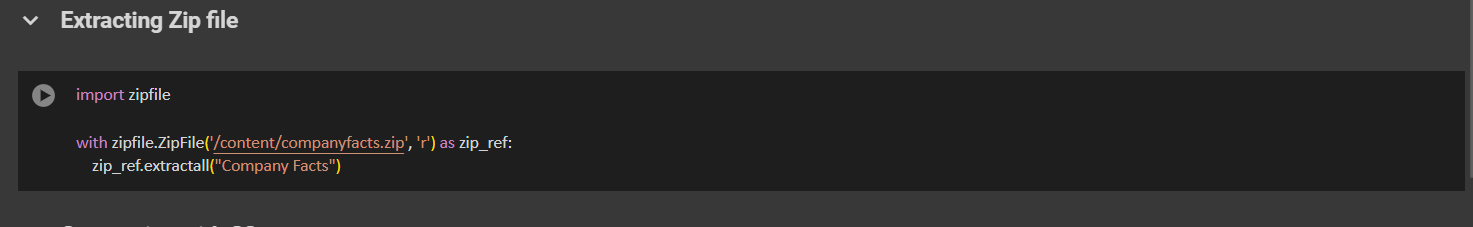 Extracting Zip file
import zipfile
with zipfile.ZipFile('/content/companyfacts.zip', 'r') as zip_ref:
zip_ref.extractall("Company Facts")